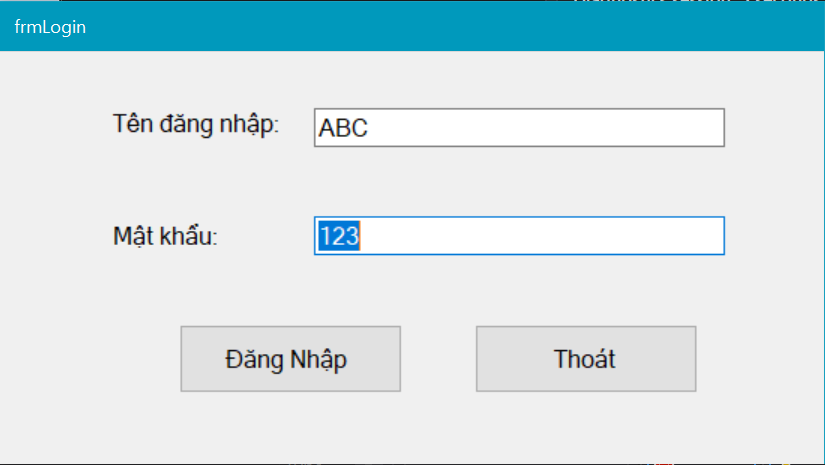 frmLogin
Tên đăng nhập:
ABC
Mật khẩu:
123
Đăng Nhập
Thoát